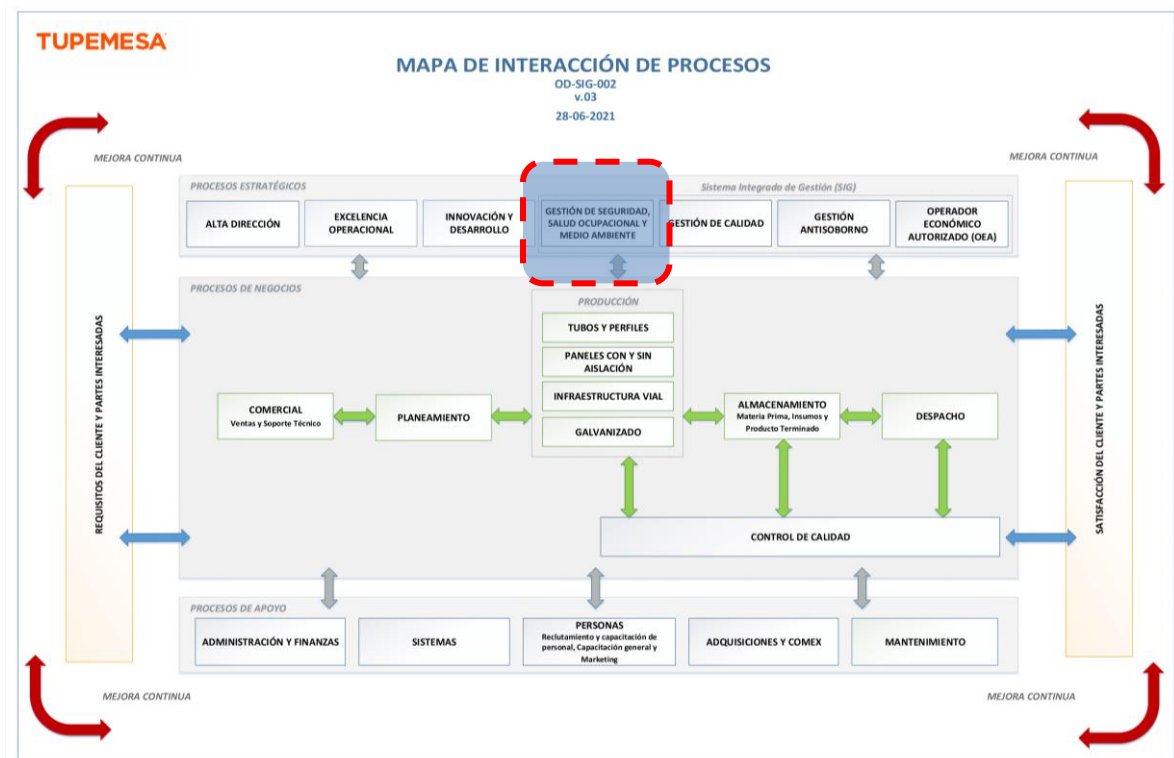 TUPEMESA
MAPA DE INTERACCIÓN DE PROCESOS
OD-SIG-002
v.03
28-06-2021
MEJORA CONTINUA
MEJORA CONTINUA
REQUISITOS DEL CLIENTE Y PARTES INTERESADAS
PROCESOS ESTRATÉGICOS
Sistema Integrado de Gestión (SIG)
ALTA DIRECCIÓN
EXCELENCIA
OPERACIONAL
INNOVACIÓN Y
DESARROLLO
GESTIÓN DE SEGURIDAD,
SALUD OCUPACIONAL Y
MEDIO AMBIENTE
GESTIÓN DE CALIDAD
GESTIÓN
ANTISOBORNO
OPERADOR
ECONÓMICO
AUTORIZADO (OEA)
PROCESOS DE NEGOCIOS
PRODUCCIÓN
TUBOS Y PERFILES
PANELES CON Y SIN
AISLACIÓN
INFRAESTRUCTURA VIAL
GALVANIZADO
COMERCIAL
Ventas y Soporte Técnico
PLANEAMIENTO
ALMACENAMIENTO
Materia Prima, Insumos y
Producto Terminado
DESPACHO
CONTROL DE CALIDAD
PROCESOS DE APOYO
ADMINISTRACIÓN Y FINANZAS
SISTEMAS
PERSONAS
Reclutamiento y capacitación de
personal, Capacitación general y
Marketing
ADQUISICIONES Y COMEX
MANTENIMIENTO
SATISFACCIÓN DEL CLIENTE Y PARTES INTERESADAS
MEJORA CONTINUA
MEJORA CONTINUA